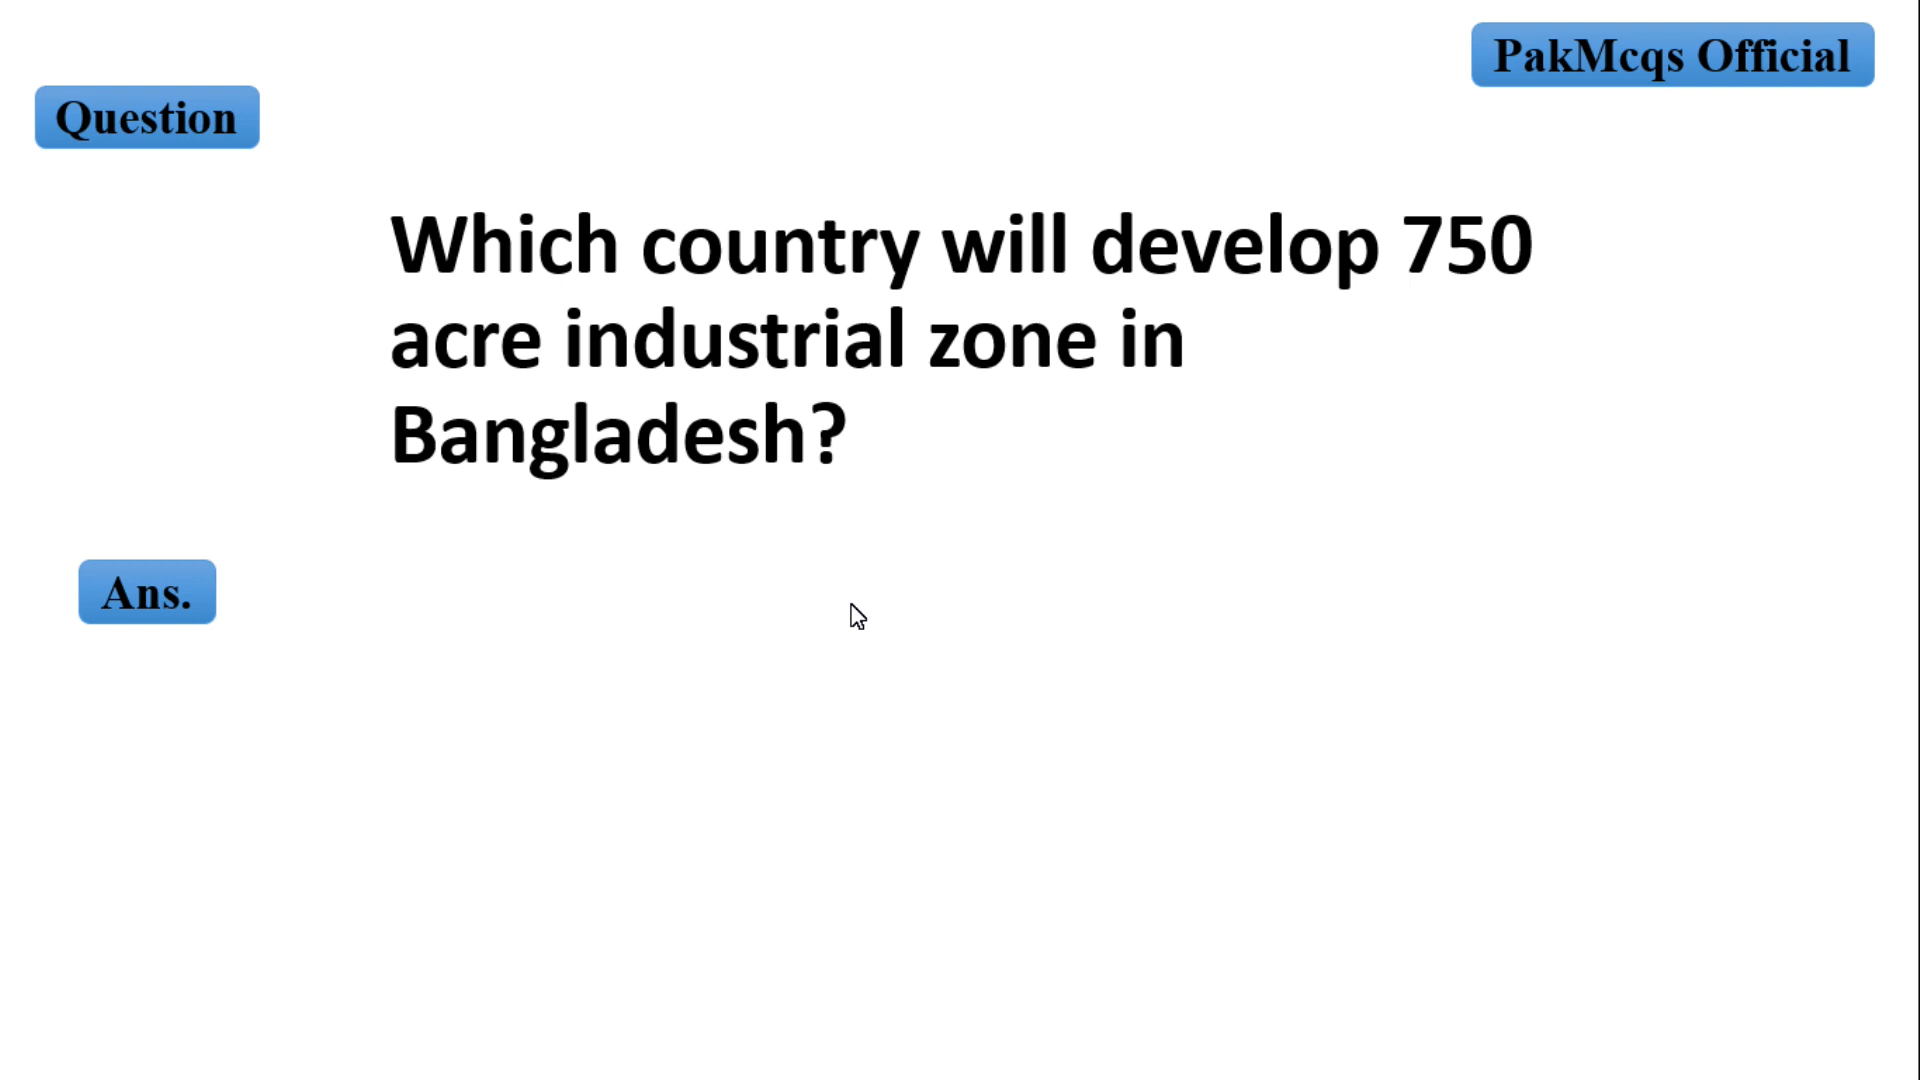 PakMcqs Official
Question
Which country will develop 750
acre industrial zone in
Bangladesh?
Ans.